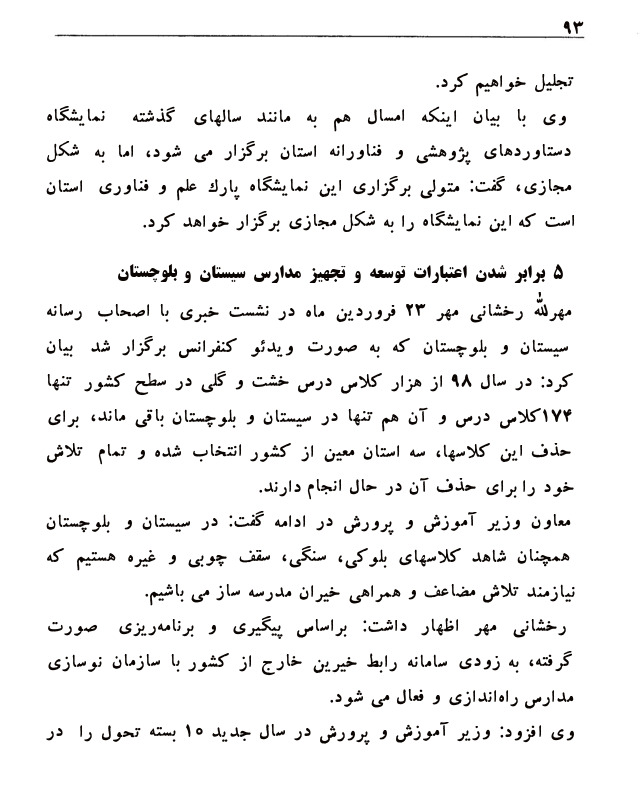 ۹۳
تجلیل خواهیم کرد.
وی با بیان اینکه امسال هم به مانند سالهای گذشته نمایشگاه
دستاوردهای پژوهشی و فناورانه استان برگزار می شود، اما به شکل
مجازی، گفت: متولی برگزاری این نمایشگاه پارك علم و فناوری استان
است که این نمایشگاه را به شکل مجازی برگزار خواهد کرد.
۵ برابر شدن اعتبارات توسعه و تجهیز مدارس سیستان و بلوچستان
مهرالله رخشانی مهر ۲۳ فروردین ماه در نشست خبری با اصحاب رسانه
سیستان و بلوچستان که به صورت ویدئو کنفرانس برگزار شد بیان
کرد: در سال ۹۸ از هزار کلاس درس خشت و گلی در سطح کشور تنها
۱۷۴کلاس درس و آن هم تنها در سیستان و بلوچستان باقی ماند، برای
حذف این کلاسها، سه استان معین از کشور انتخاب شده و تمام تلاش
خود را برای حذف آن در حال انجام دارند.
معاون وزیر آموزش و پرورش در ادامه گفت: در سیستان و بلوچستان
همچنان شاهد کلاسهای بلوکی، سنگی، سقف چوبی و غیره هستیم که
نیازمند تلاش مضاعف و همراهی خیران مدرسه ساز می باشیم.
رخشانی مهر اظهار داشت: براساس پیگیری و برنامه‌ریزی صورت
گرفته، به زودی سامانه رابط خیرین خارج از کشور با سازمان نوسازی
مدارس راه‌اندازی و فعال می شود.
وی افزود: وزیر آموزش و پرورش در سال جدید ۱۰ بسته تحول را در